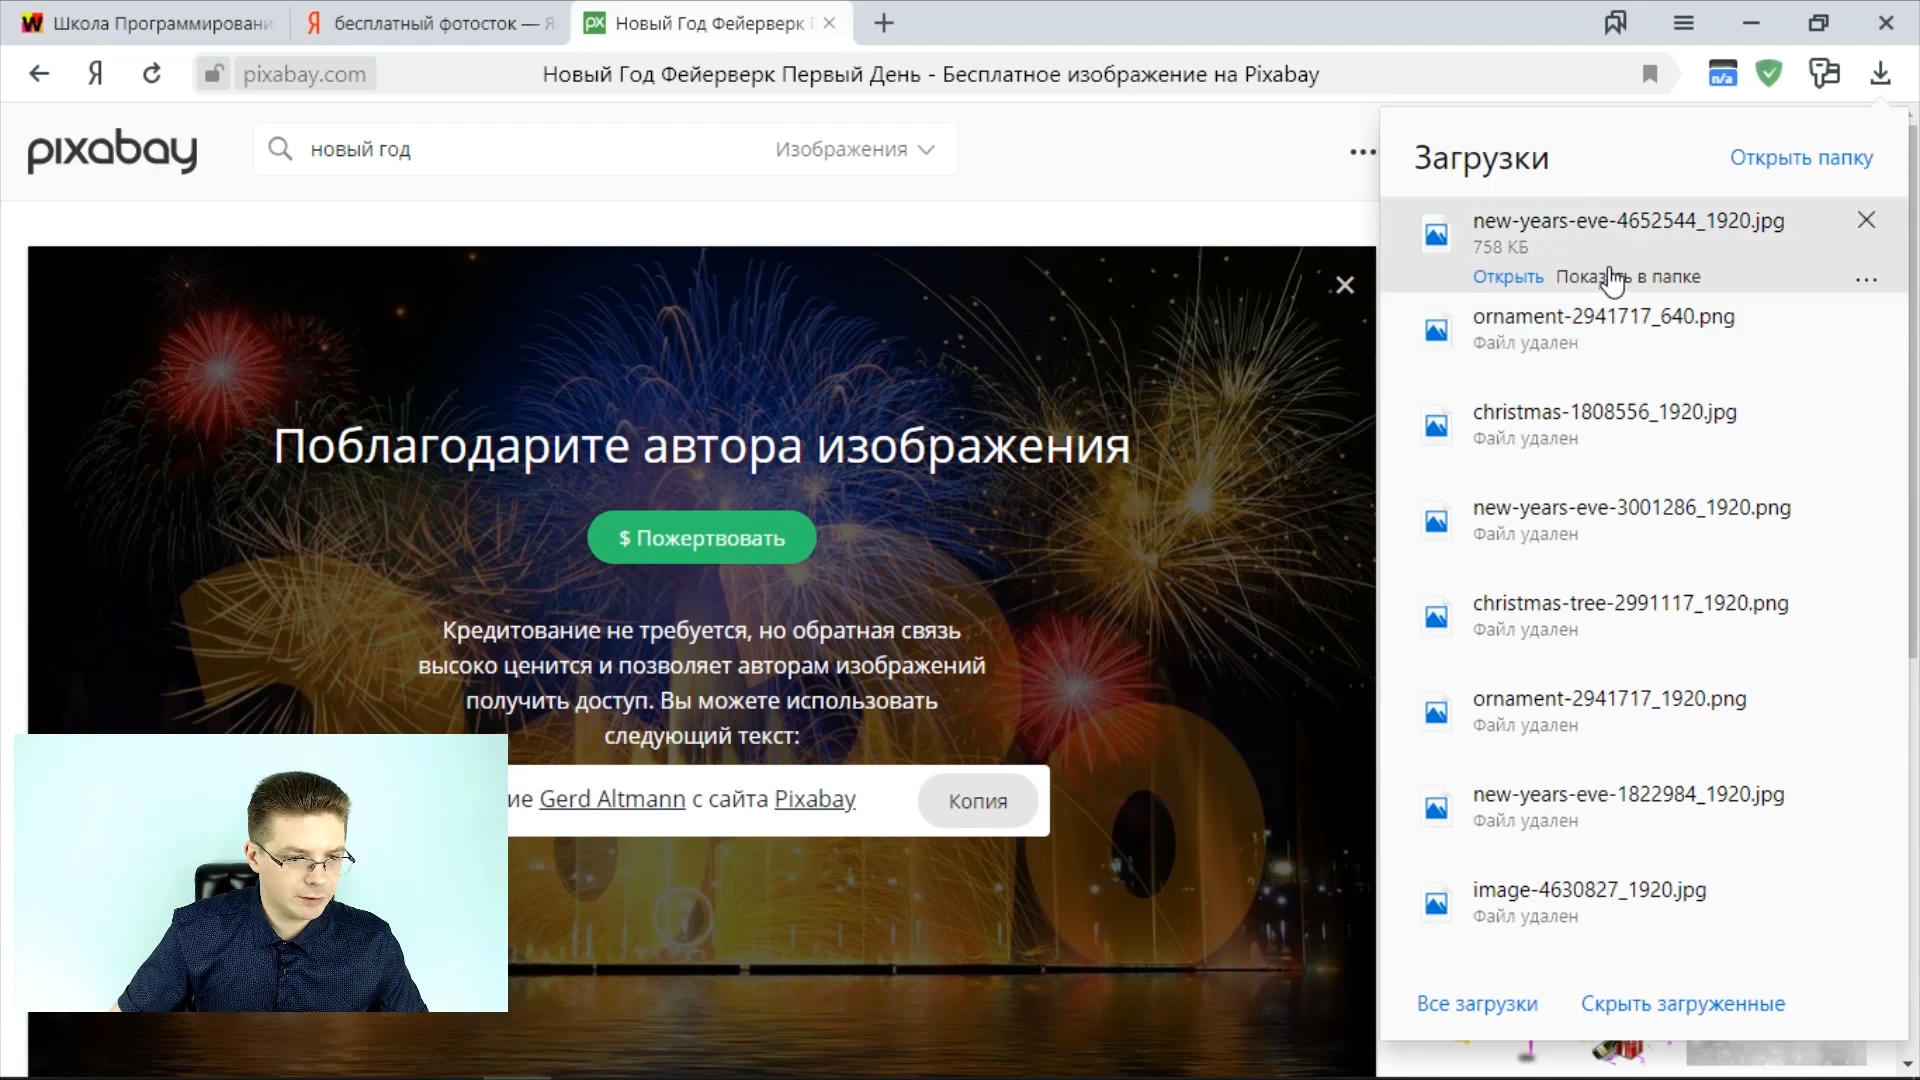 Школа Программировани
бесплатный фотосток — Я
Новый Год Фейерверк
pixabay.com
Новый Год Фейерверк Первый День - Бесплатное изображение на Pixabay
n/a
pixabay
новый год
Изображения
Загрузки
Открыть папку
new-years-eve-4652544_1920.jpg
758 КБ
Открыть Показать в папке
ornament-2941717_640.png
Файл удален
christmas-1808556_1920.jpg
Файл удален
new-years-eve-3001286_1920.png
Файл удален
christmas-tree-2991117_1920.png
Файл удален
ornament-2941717_1920.png
Файл удален
new-years-eve-1822984_1920.jpg
Файл удален
image-4630827_1920.jpg
Файл удален
Все загрузки
Скрыть загруженные
Поблагодарите автора изображения
$ Пожертвовать
Кредитование не требуется, но обратная связь
высоко ценится и позволяет авторам изображений
получить доступ. Вы можете использовать
следующий текст:
ие Gerd Altmann с сайта Pixabay
Копия